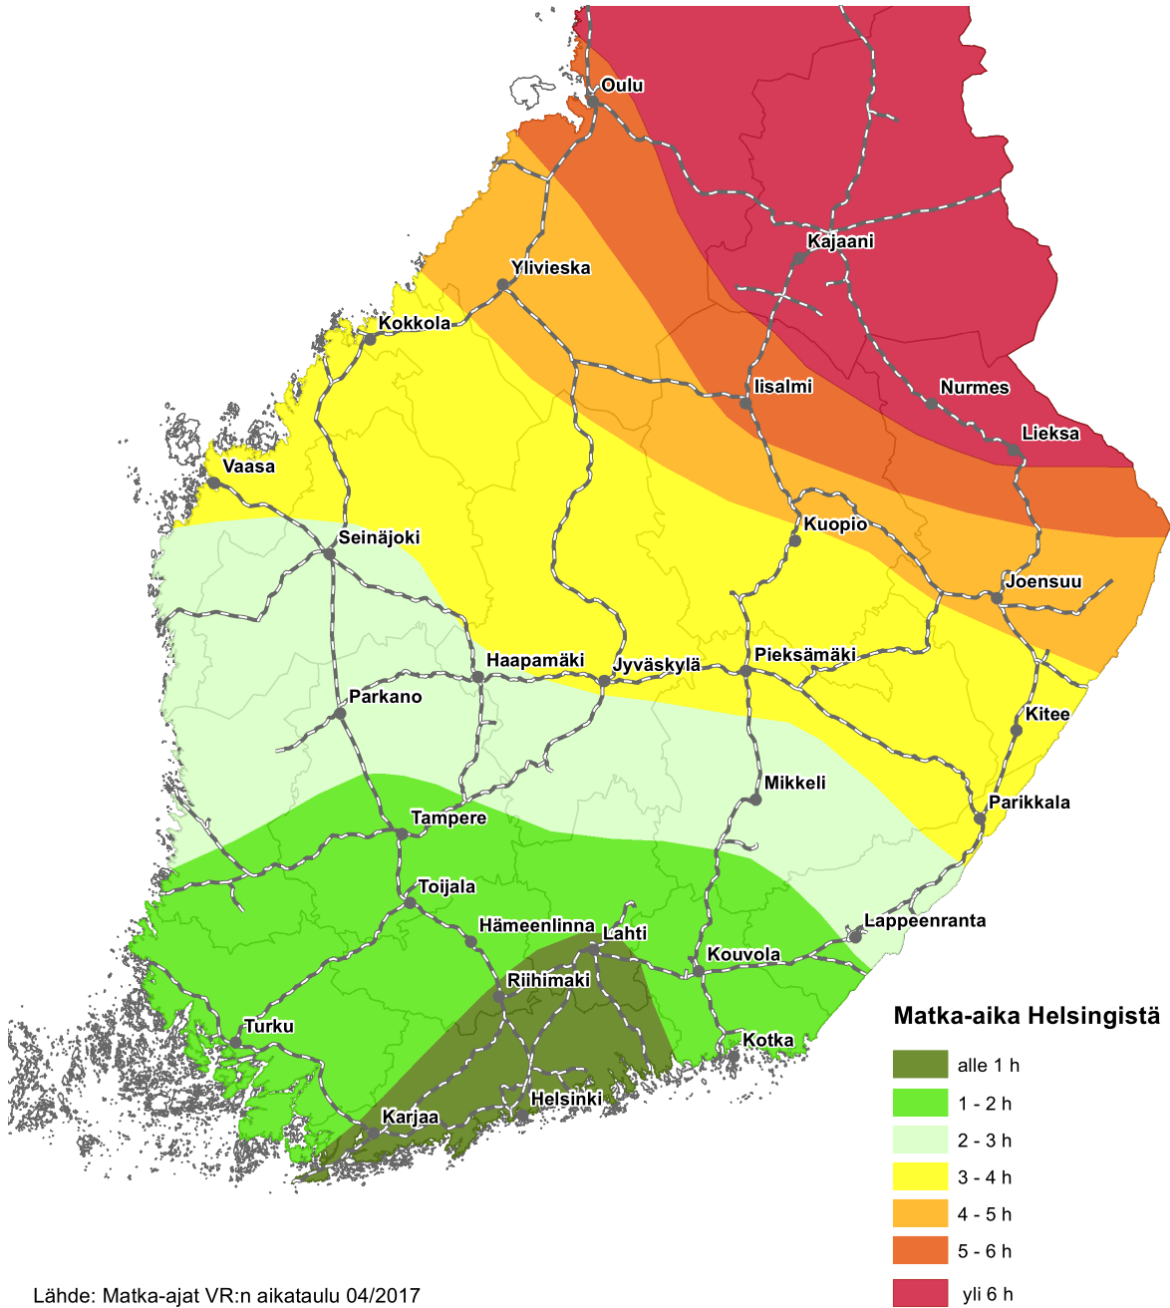 Oulu
Kajaani
Ylivieska
Kokkola
Iisalmi
Nurmes
Lieksa
Vaasa
Kuopio
Seinäjoki
Joensuu
Haapamäki
Jyväskylä
Pieksämäki
Parkano
Kitee
Mikkeli
Parikkala
Tampere
Toijala
Lappeenranta
Hämeenlinna
Lahti
Kouvola
Riihimaki
Turku
Kotka
Helsinki
Karjaa
Matka-aika Helsingistä
alle 1 h
1 - 2 h
2 - 3 h
3 - 4 h
4 - 5 h
5 - 6 h
yli 6 h
Lähde: Matka-ajat VR:n aikataulu 04/2017